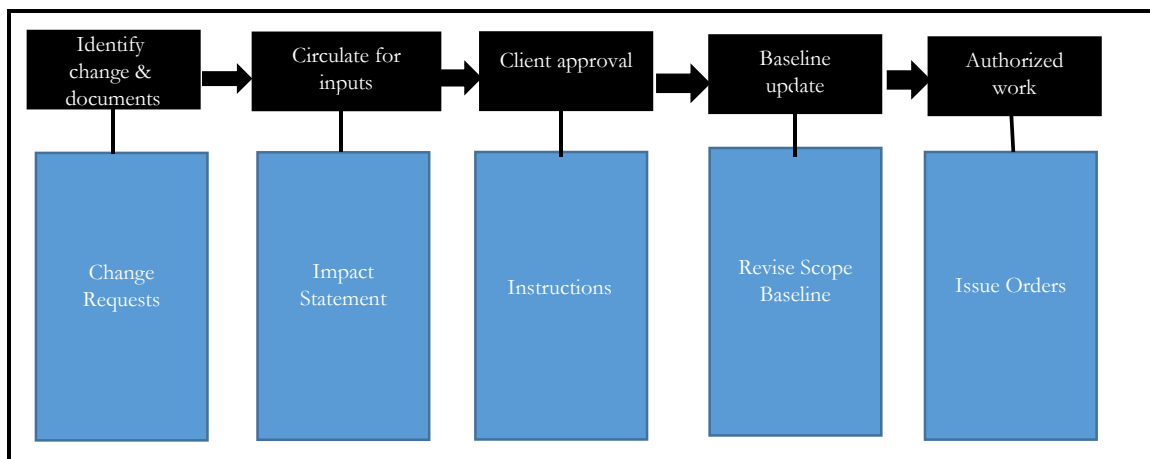 Identify
change &
documents
Circulate for
inputs
Client approval
Baseline
update
Authorized
work
Change
Requests
Impact
Statement
Instructions
Revise Scope
Baseline
Issue Orders